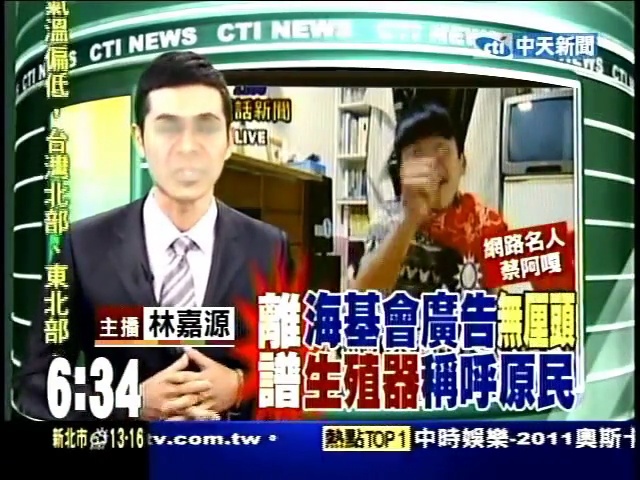 氣溫偏低,台灣北部、東北部、
CTI NEWS
CTI NEWS
CTI NEWS
CTI NEWS
cti 中天新聞
話新聞
LIVE
網路名人
蔡阿嘎
主播 林嘉源
離譜
海基會廣告無厘頭
生殖器稱呼原民
6:34
新北市 13-16
tv.com.tw。
熱點TOP1 中時娛樂-2011奧斯卡